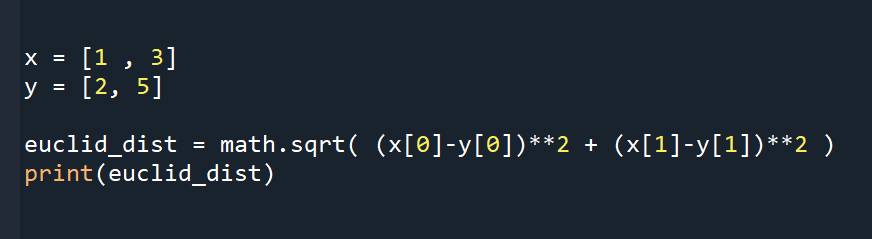 x = [1 , 3]
y = [2, 5]
euclid_dist = math.sqrt( (x[0]-y[0])**2 + (x[1]-y[1])**2 )
print(euclid_dist)